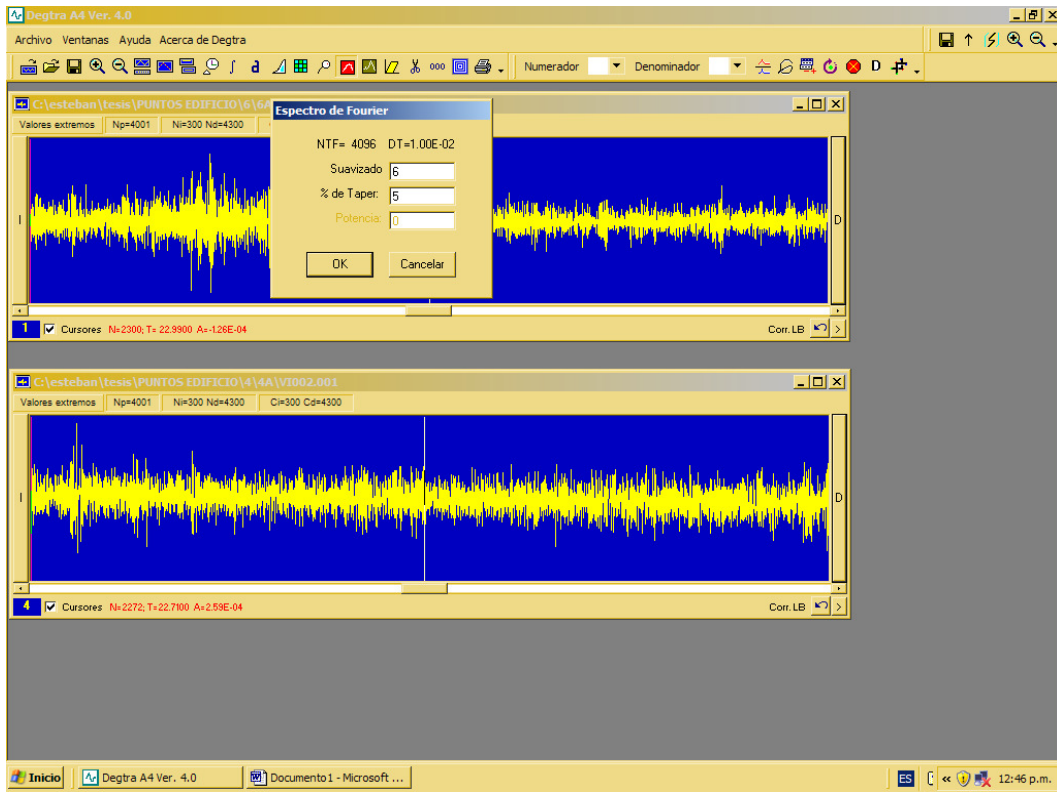 Degtra A4 Ver. 4.0
Archivo Ventanas Ayuda Acerca de Degtra
Numerador Denominador D
C:\esteban\tesis\PUNTOS EDIFICIO\6\6A
Valores extremos Np=4001 Ni=300 Nd=4300
Espectro de Fourier
NTF= 4096 DT=1.00E-02
Suavizado 6
% de Taper: 5
Potencia: 0
OK Cancelar
I D
1 Cursores N=2300; T= 22.9900 A=-1.26E-04 Corr. LB >
C:\esteban\tesis\PUNTOS EDIFICIO\4\4A\VI002.001
Valores extremos Np=4001 Ni=300 Nd=4300 Ci=300 Cd=4300
I D
4 Cursores N=2272; T=22.7100 A=2.59E-04 Corr. LB >
Inicio Degtra A4 Ver. 4.0 Documento1 - Microsoft ... ES « 12:46 p.m.